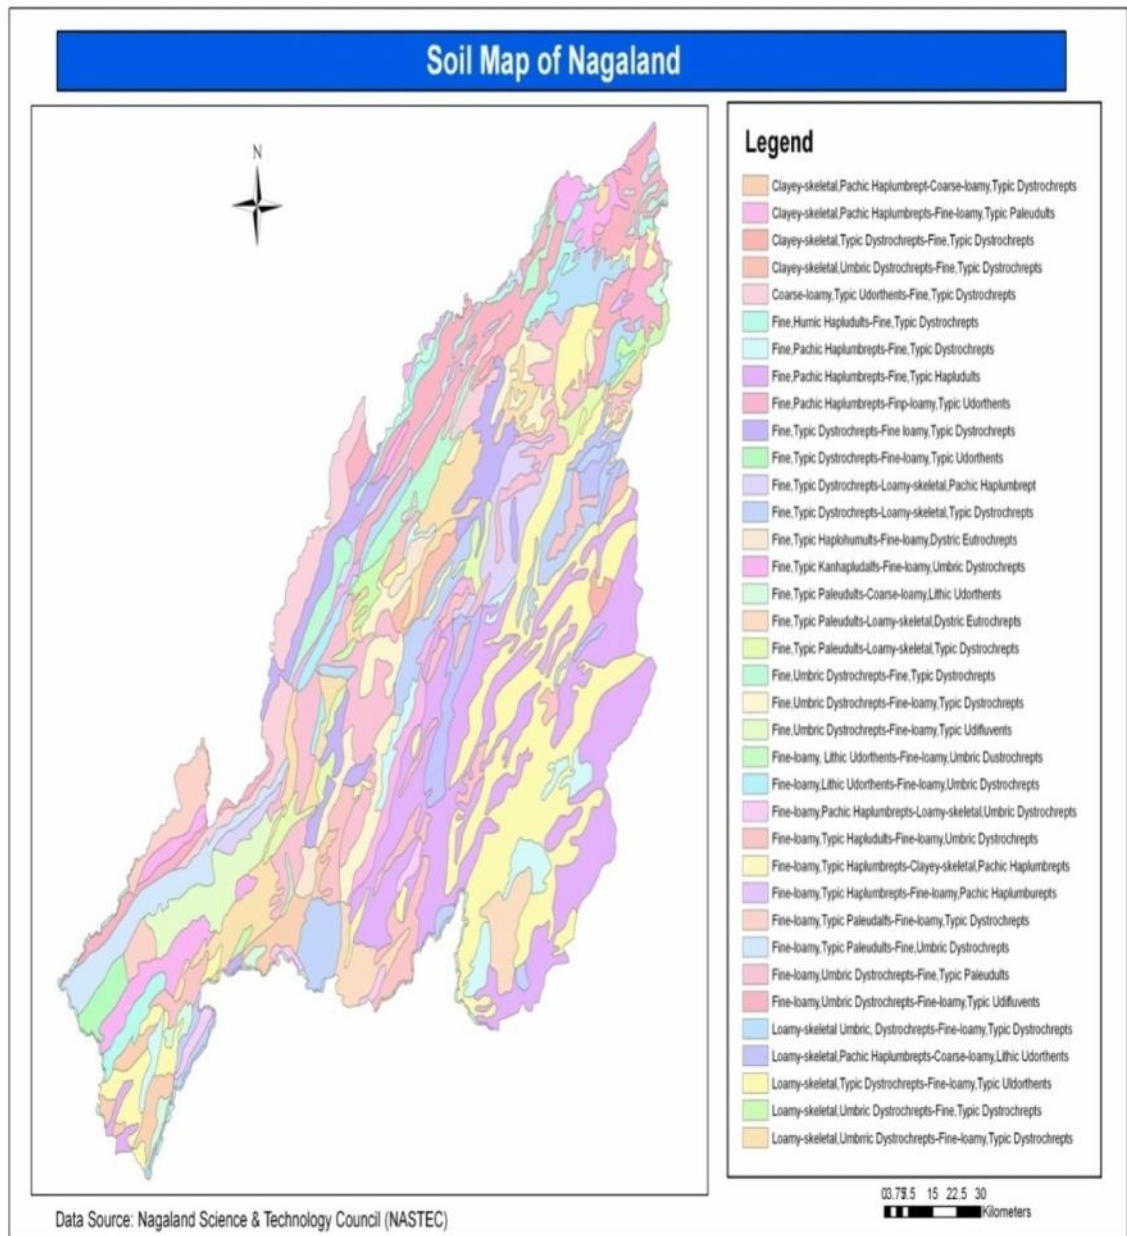 Soil Map of Nagaland
N
Legend
Clayey-skeletal,Pachic Haplumbrept-Coarse-loamy,Typic Dystrochrepts
Clayey-skeletal,Pachic Haplumbrepts-Fine-loamy,Typic Paleudults
Clayey-skeletal,Typic Dystrochrepts-Fine,Typic Dystrochrepts
Clayey-skeletal,Umbric Dystrochrepts-Fine,Typic Dystrochrepts
Coarse-loamy,Typic Udorthents-Fine,Typic Dystrochrepts
Fine,Humic Hapludults-Fine,Typic Dystrochrepts
Fine,Pachic Haplumbrepts-Fine,Typic Dystrochrepts
Fine,Pachic Haplumbrepts-Fine,Typic Hapludults
Fine,Pachic Haplumbrepts-Finp-loamy,Typic Udorthents
Fine,Typic Dystrochrepts-Fine loamy,Typic Dystrochrepts
Fine,Typic Dystrochrepts-Fine-loamy,Typic Udorthents
Fine,Typic Dystrochrepts-Loamy-skeletal,Pachic Haplumbrept
Fine,Typic Dystrochrepts-Loamy-skeletal,Typic Dystrochrepts
Fine,Typic Haplohumults-Fine-loamy,Dystric Eutrochrepts
Fine,Typic Kanhapludalfs-Fine-loamy,Umbric Dystrochrepts
Fine,Typic Paleudults-Coarse-loamy,Lithic Udorthents
Fine,Typic Paleudults-Loamy-skeletal,Dystric Eutrochrepts
Fine,Typic Paleudults-Loamy-skeletal,Typic Dystrochrepts
Fine,Umbric Dystrochrepts-Fine,Typic Dystrochrepts
Fine,Umbric Dystrochrepts-Fine-loamy,Typic Dystrochrepts
Fine,Umbric Dystrochrepts-Fine-loamy,Typic Udifluvents
Fine-loamy, Lithic Udorthents-Fine-loamy,Umbric Dustrochrepts
Fine-loamy,Lithic Udorthents-Fine-loamy,Umbric Dystrochrepts
Fine-loamy,Pachic Haplumbrepts-Loamy-skeletal,Umbric Dystrochrepts
Fine-loamy,Typic Hapludults-Fine-loamy,Umbric Dystrochrepts
Fine-loamy,Typic Haplumbrepts-Clayey-skeletal,Pachic Haplumbrepts
Fine-loamy,Typic Haplumbrepts-Fine-loamy,Pachic Haplumburepts
Fine-loamy,Typic Paleudalfs-Fine-loamy,Typic Dystrochrepts
Fine-loamy,Typic Paleudults-Fine,Umbric Dystrochrepts
Fine-loamy,Umbric Dystrochrepts-Fine,Typic Paleudults
Fine-loamy,Umbric Dystrochrepts-Fine-loamy,Typic Udifluvents
Loamy-skeletal Umbric, Dystrochrepts-Fine-loamy,Typic Dystrochrepts
Loamy-skeletal,Pachic Haplumbrepts-Coarse-loamy,Lithic Udorthents
Loamy-skeletal,Typic Dystrochrepts-Fine-loamy,Typic Uldorthents
Loamy-skeletal,Umbric Dystrochrepts-Fine,Typic Dystrochrepts
Loamy-skeletal,Umbrric Dystrochrepts-Fine-loamy,Typic Dystrochrepts
03.757.5 15 22.5 30
Kilometers
Data Source: Nagaland Science & Technology Council (NASTEC)